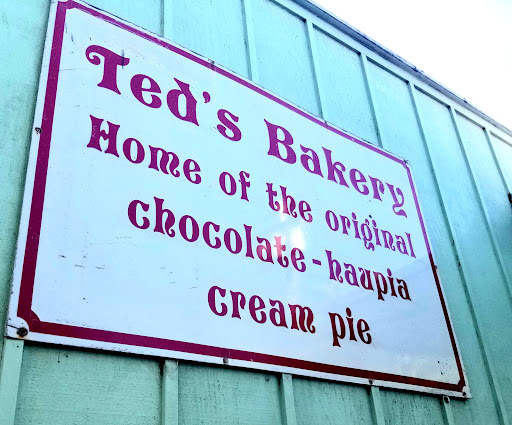 Ted's Bakery
Home of the original
chocolate-haupia
cream pie